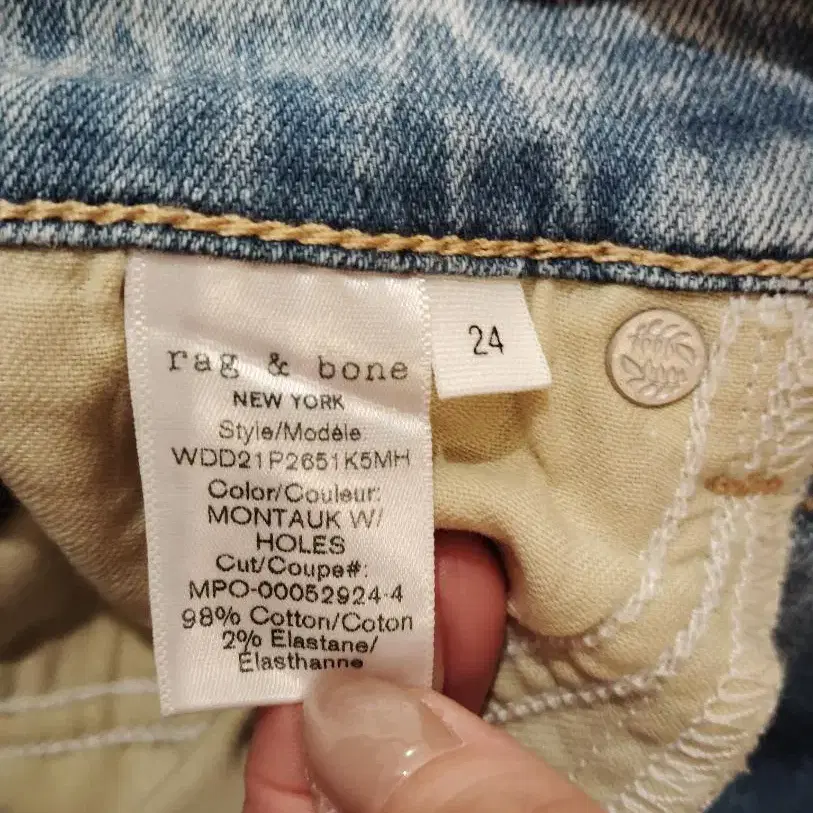 rag & bone
NEW YORK
Style/Modéle
WDD21P2651K5MH
Color/Couleur:
MONTAUK W/
HOLES
Cut/Coupe#:
MPO-00052924-4
98% Cotton/Coton
2% Elastane/
Élasthanne
24